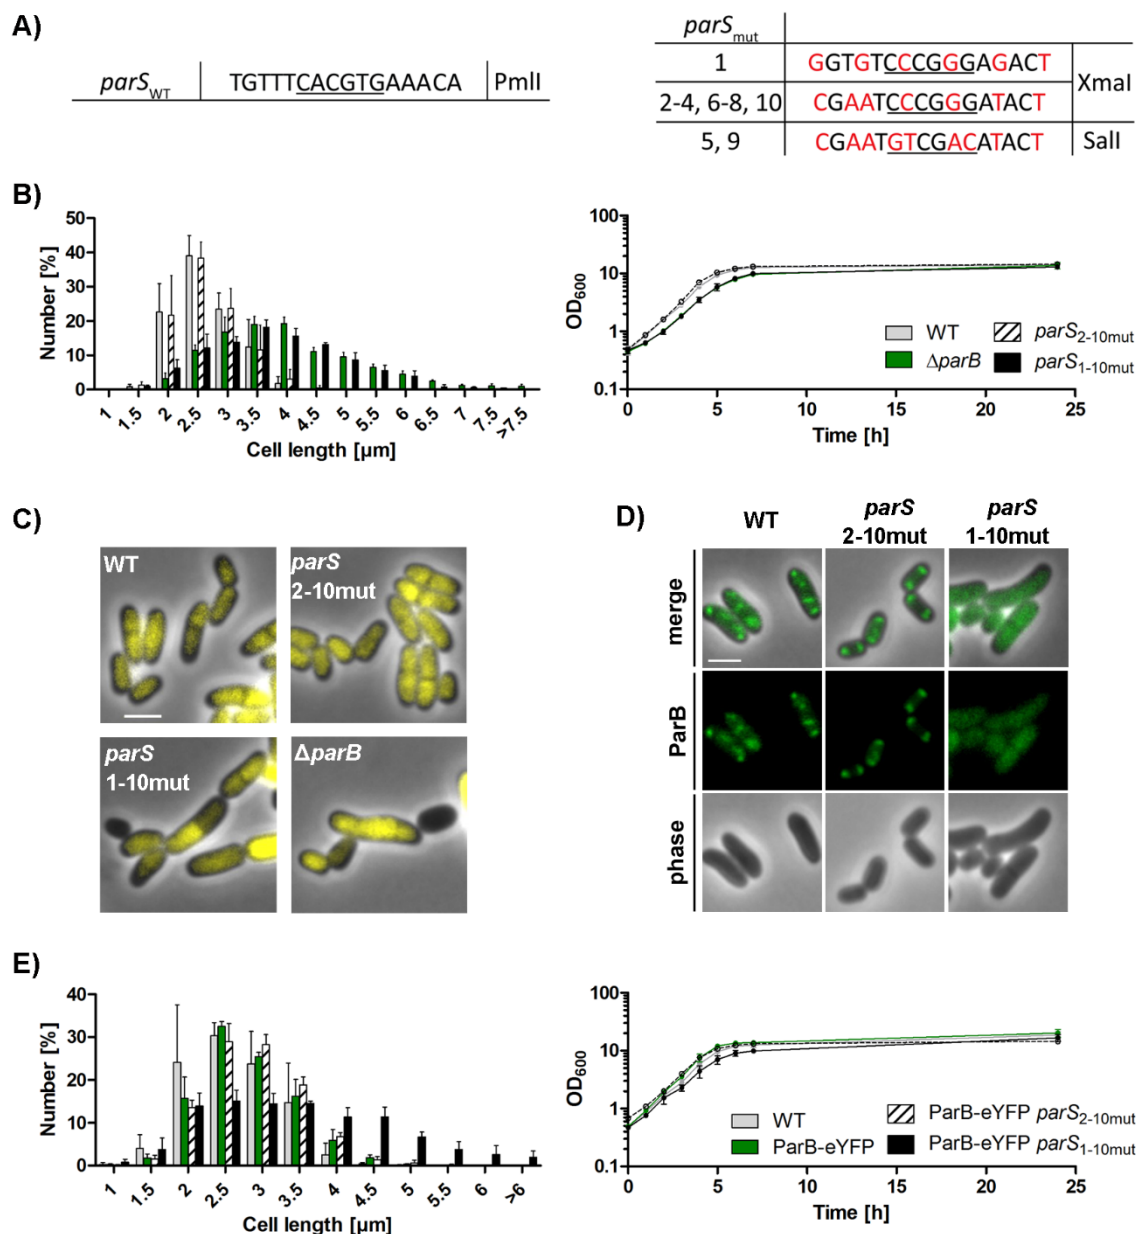 A)
parS_WT TGTTTCACGTGAAACA PmlI
parS_mut
1 GGTGTCCCGGGAGACT XmaI
2-4, 6-8, 10 CGAATCCCGGGATACT
5, 9 CGAATGTCGACATACT SalI
B)
Number [%]
50
40
30
20
10
0
1 1.5 2 2.5 3 3.5 4 4.5 5 5.5 6 6.5 7 7.5 >7.5
Cell length [µm]
OD600
100
10
1
0.1
WT
ΔparB
parS2-10mut
parS1-10mut
0 5 10 15 20 25
Time [h]
C)
WT
parS
2-10mut
parS
1-10mut
ΔparB
D)
WT
parS
2-10mut
parS
1-10mut
merge
ParB
phase
E)
Number [%]
40
30
20
10
0
1 1.5 2 2.5 3 3.5 4 4.5 5 5.5 6 >6
Cell length [µm]
OD600
100
10
1
0.1
WT
ParB-eYFP
ParB-eYFP parS2-10mut
ParB-eYFP parS1-10mut
0 5 10 15 20 25
Time [h]